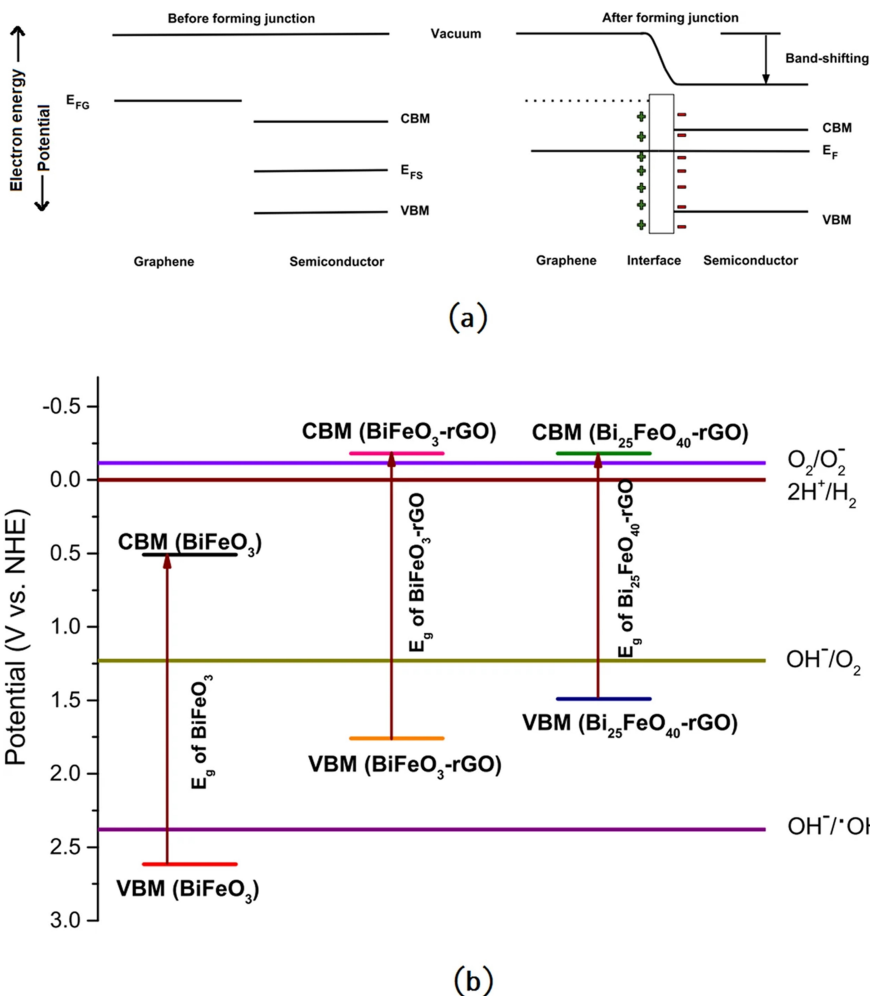 Before forming junction
After forming junction
Vacuum
Band-shifting
Electron energy
Potential
E_FG
CBM
E_FS
VBM
CBM
E_F
VBM
Graphene
Semiconductor
Graphene
Interface
Semiconductor
+ + + + + + +
- - - - - - -
(a)
Potential (V vs. NHE)
-0.5
0.0
0.5
1.0
1.5
2.0
2.5
3.0
CBM (BiFeO₃-rGO)
CBM (Bi₂₅FeO₄₀-rGO)
O₂/O₂⁻
2H⁺/H₂
CBM (BiFeO₃)
E_g of BiFeO₃-rGO
E_g of Bi₂₅FeO₄₀-rGO
OH⁻/O₂
E_g of BiFeO₃
VBM (Bi₂₅FeO₄₀-rGO)
VBM (BiFeO₃-rGO)
OH⁻/˙OH
VBM (BiFeO₃)
(b)